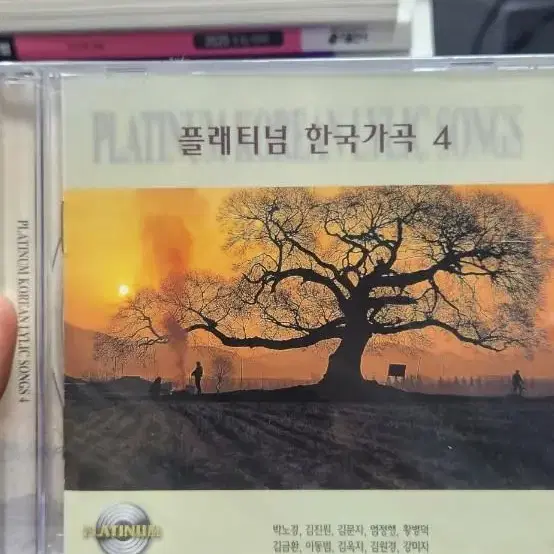 PLATINUM KOREAN LYLIC SONGS
플래티넘 한국가곡 4
PLATINUM KOREAN LYLIC SONGS 4
PLATINUM
박노경, 김진원, 김문자, 엄정행, 황병덕
김금환, 이동범, 김옥자, 김원경, 강미자